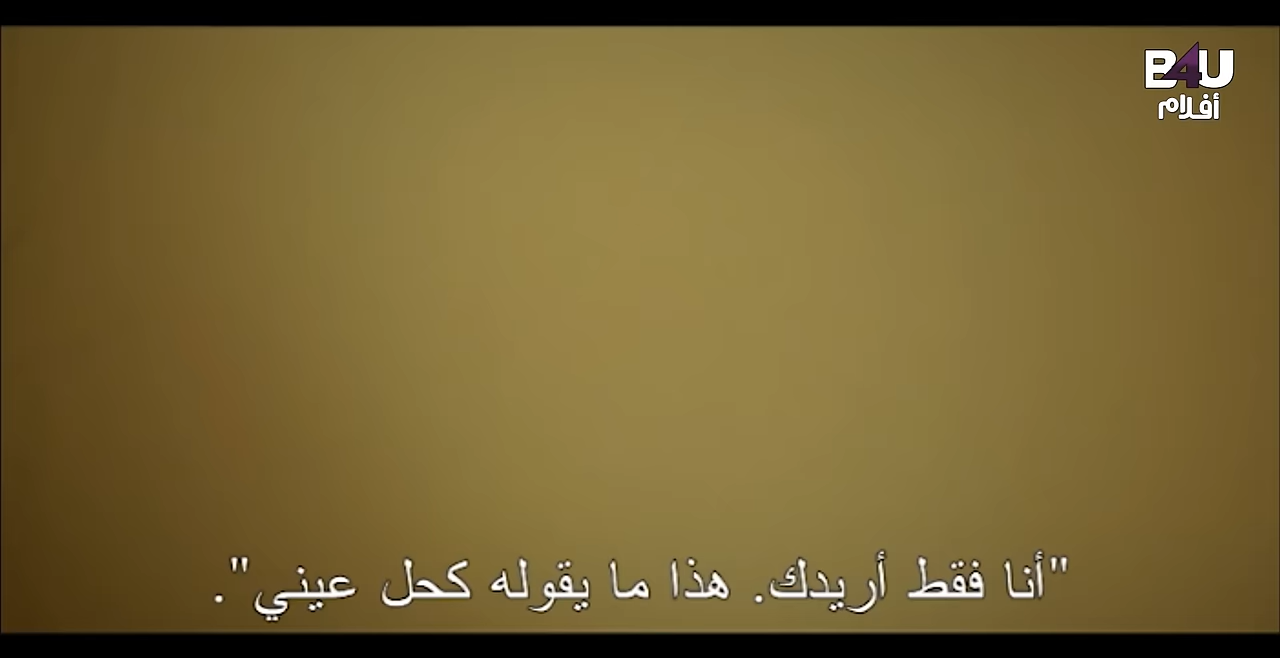 B4U
أفلام
"أنا فقط أريدك. هذا ما يقوله كحل عيني".